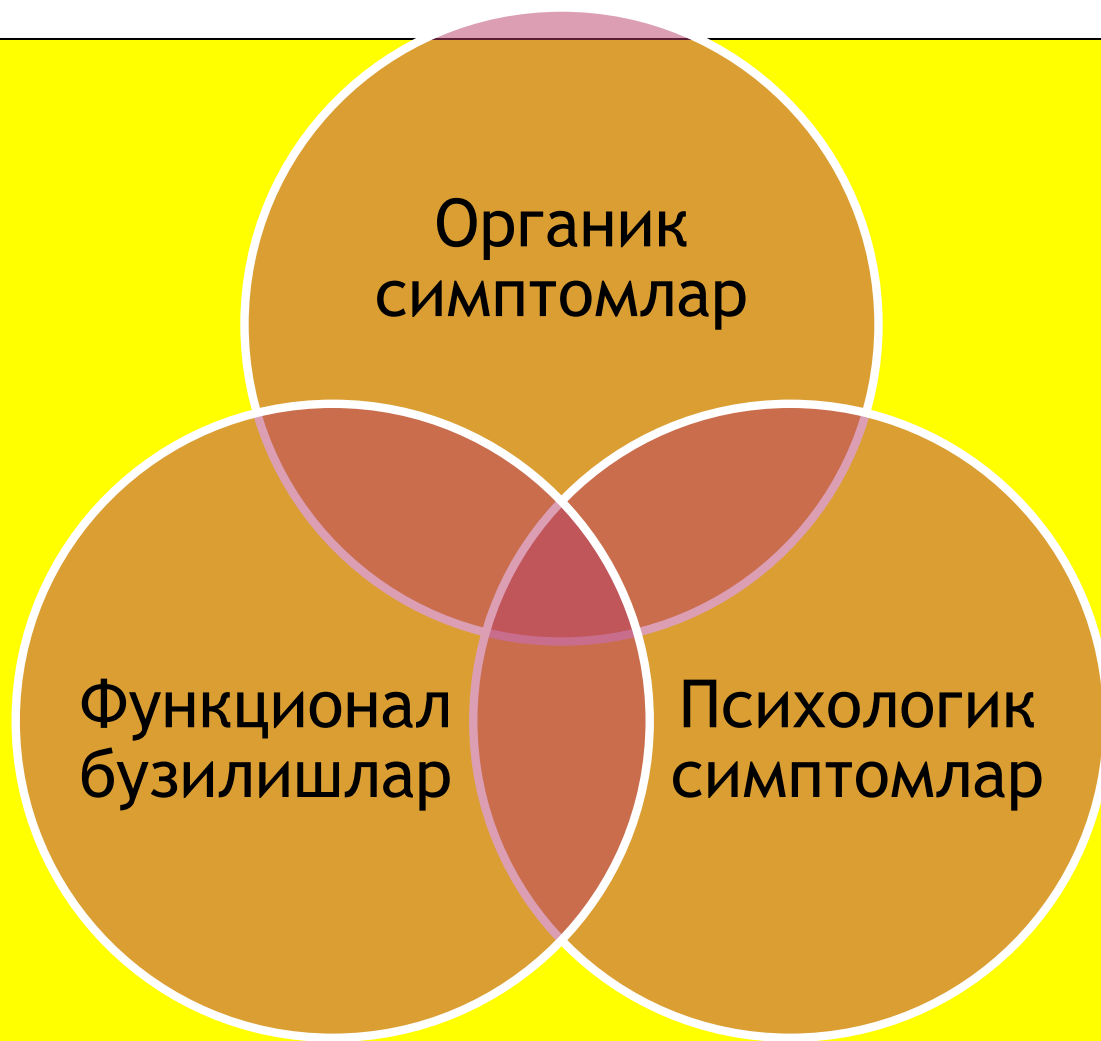 Органик
симптомлар
Функционал
бузилишлар
Психологик
симптомлар